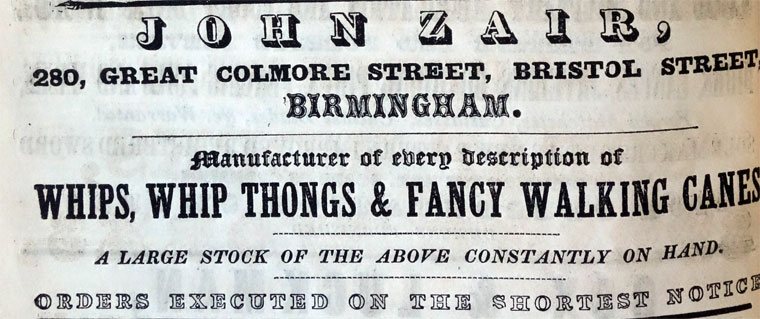 JOHN ZAIR,
280, GREAT COLMORE STREET, BRISTOL STREET,
BIRMINGHAM.
Manufacturer of every Description of
WHIPS, WHIP THONGS & FANCY WALKING CANES
A LARGE STOCK OF THE ABOVE CONSTANTLY ON HAND.
ORDERS EXECUTED ON THE SHORTEST NOTICE